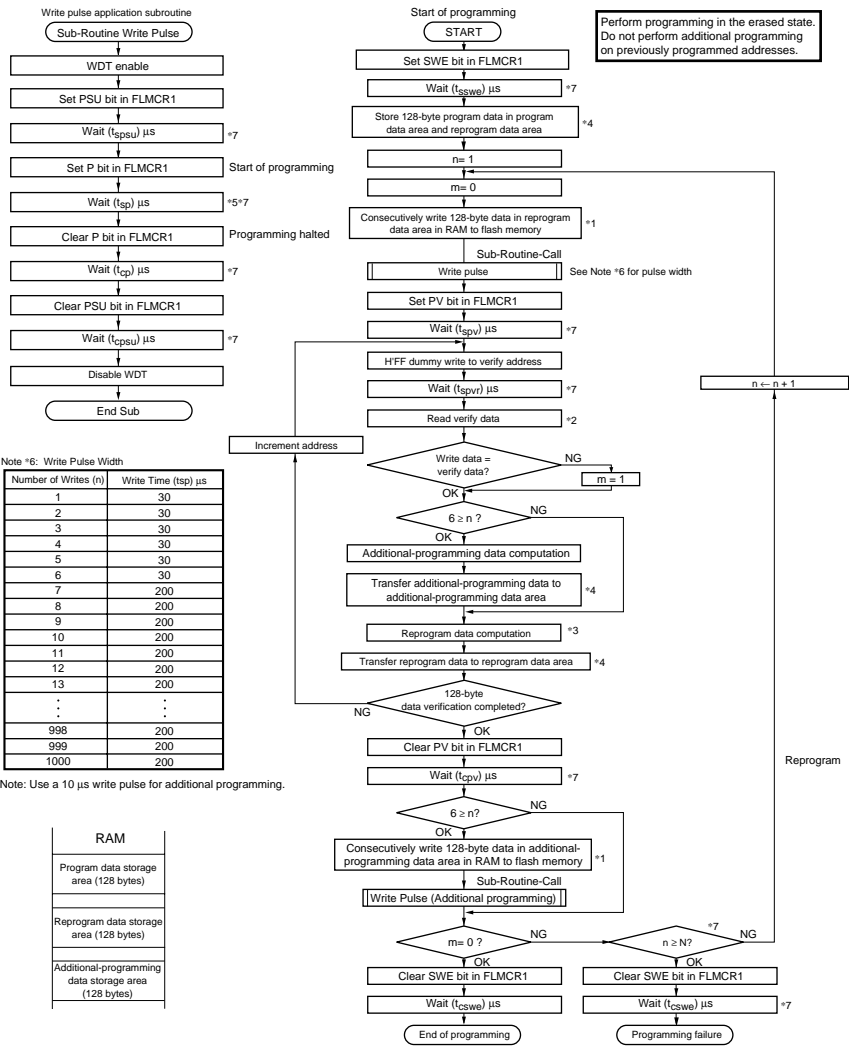 Write pulse application subroutine
Sub-Routine Write Pulse
WDT enable
Set PSU bit in FLMCR1
Wait (tspsu) μs
*7
Set P bit in FLMCR1
Start of programming
Wait (tsp) μs
*5*7
Clear P bit in FLMCR1
Programming halted
Wait (tcp) μs
*7
Clear PSU bit in FLMCR1
Wait (tcpsu) μs
*7
Disable WDT
End Sub
Note *6: Write Pulse Width
Number of Writes (n) Write Time (tsp) μs
1 30
2 30
3 30
4 30
5 30
6 30
7 200
8 200
9 200
10 200
11 200
12 200
13 200
998 200
999 200
1000 200
Note: Use a 10 μs write pulse for additional programming.
RAM
Program data storage
area (128 bytes)
Reprogram data storage
area (128 bytes)
Additional-programming
data storage area
(128 bytes)
Start of programming
START
Perform programming in the erased state.
Do not perform additional programming
on previously programmed addresses.
Set SWE bit in FLMCR1
Wait (tsswe) μs
*7
Store 128-byte program data in program
data area and reprogram data area
*4
n= 1
m= 0
Consecutively write 128-byte data in reprogram
data area in RAM to flash memory
*1
Sub-Routine-Call
Write pulse
See Note *6 for pulse width
Set PV bit in FLMCR1
Wait (tspv) μs
*7
H'FF dummy write to verify address
Wait (tspvr) μs
*7
n ← n + 1
Read verify data
*2
Increment address
Write data =
verify data?
NG
m = 1
OK
6 ≥ n ?
NG
OK
Additional-programming data computation
Transfer additional-programming data to
additional-programming data area
*4
Reprogram data computation
*3
Transfer reprogram data to reprogram data area
*4
128-byte
data verification completed?
NG
OK
Clear PV bit in FLMCR1
Reprogram
Wait (tcpv) μs
*7
6 ≥ n?
NG
OK
Consecutively write 128-byte data in additional-
programming data area in RAM to flash memory
*1
Sub-Routine-Call
Write Pulse (Additional programming)
m= 0 ?
NG
*7
n ≥ N?
NG
OK
OK
Clear SWE bit in FLMCR1
Clear SWE bit in FLMCR1
Wait (tcswe) μs
Wait (tcswe) μs
*7
End of programming
Programming failure